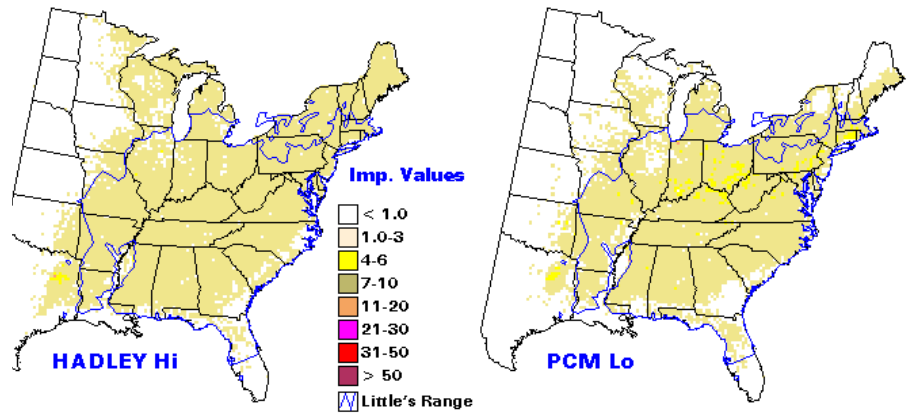 Imp. Values
< 1.0
1.0-3
4-6
7-10
11-20
21-30
31-50
> 50
Little's Range
HADLEY Hi
PCM Lo